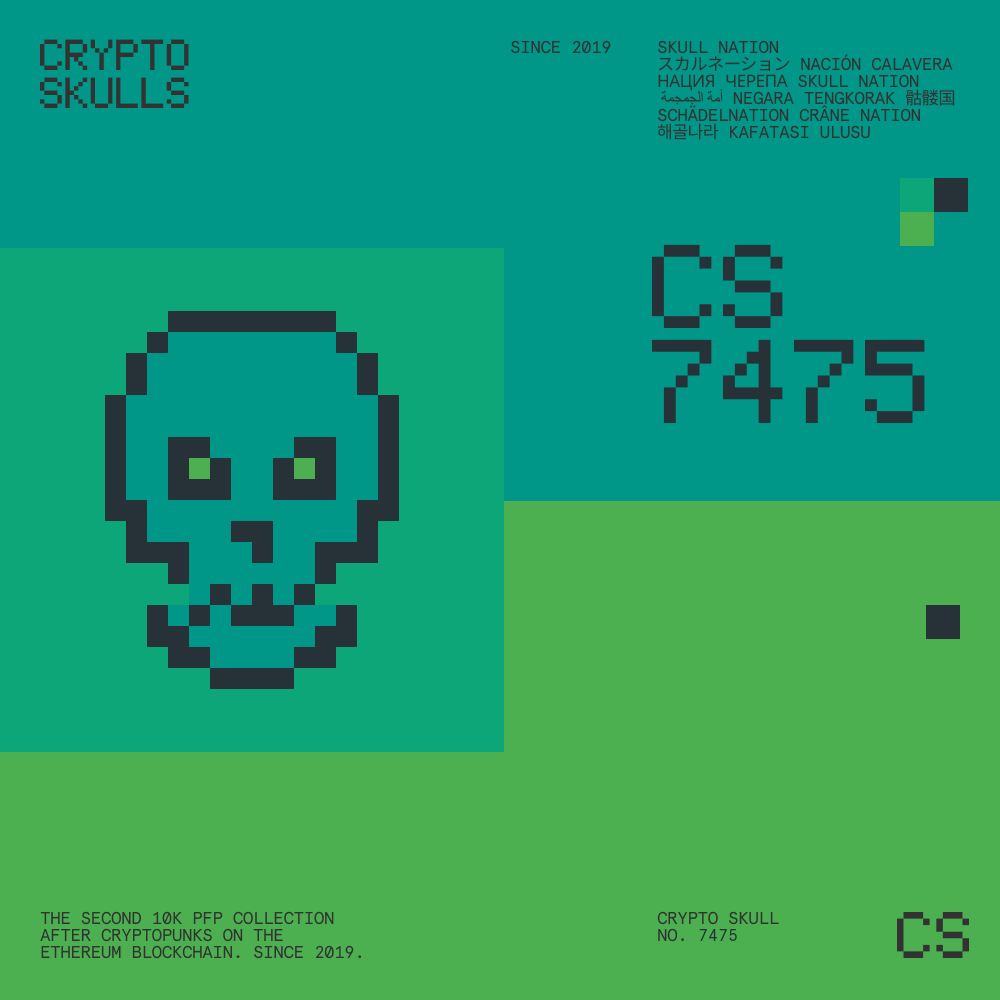 CRYPTO
SKULLS
SINCE 2019
SKULL NATION
スカルネーション NACIÓN CALAVERA
НАЦИЯ ЧЕРЕПА SKULL NATION
أمة الجمجمة NEGARA TENGKORAK 骷髅国
SCHÄDELNATION CRÂNE NATION
해골나라 KAFATASI ULUSU
CS
7475
THE SECOND 10K PFP COLLECTION
AFTER CRYPTOPUNKS ON THE
ETHEREUM BLOCKCHAIN. SINCE 2019.
CRYPTO SKULL
NO. 7475
CS